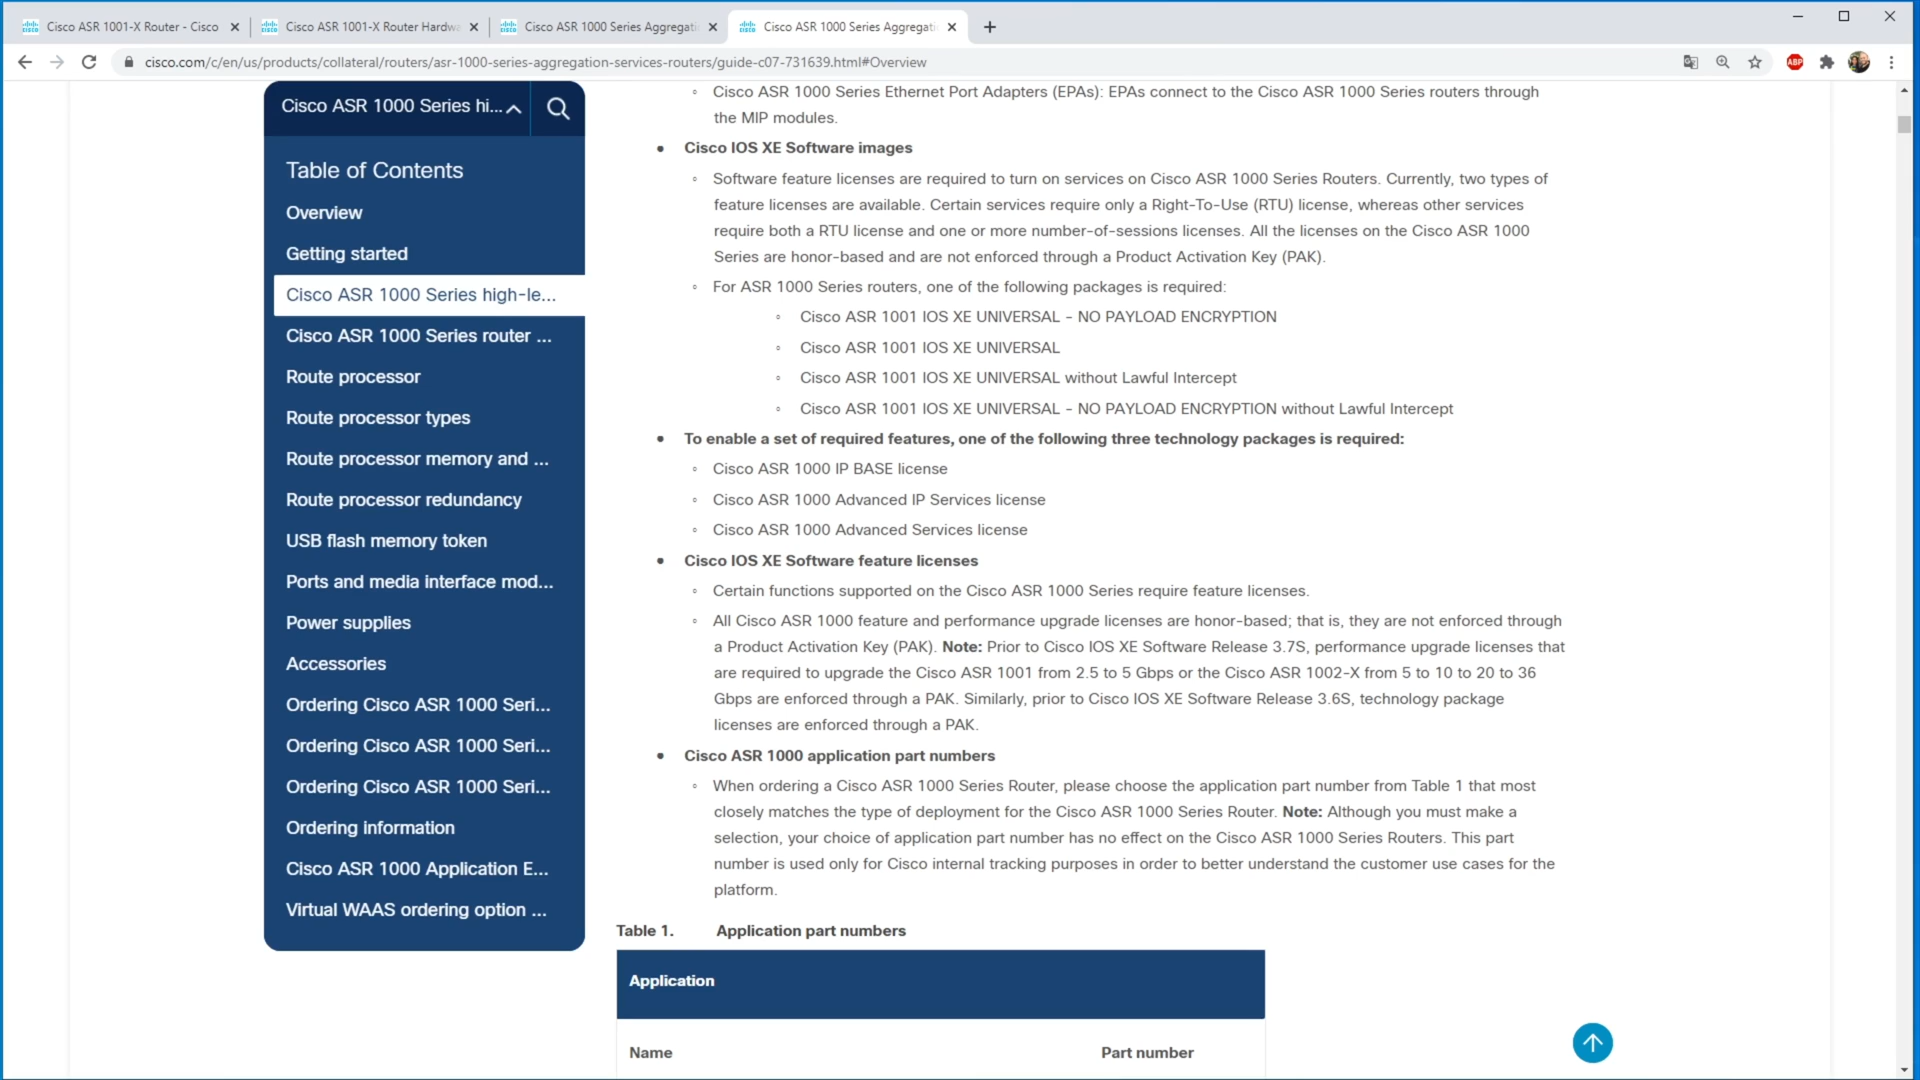 Cisco ASR 1001-X Router - Cisco
Cisco ASR 1001-X Router Hardwa
Cisco ASR 1000 Series Aggregati
Cisco ASR 1000 Series Aggregati
cisco.com/c/en/us/products/collateral/routers/asr-1000-series-aggregation-services-routers/guide-c07-731639.html#Overview
ABP
Cisco ASR 1000 Series hi...
Table of Contents
Overview
Getting started
Cisco ASR 1000 Series high-le...
Cisco ASR 1000 Series router ...
Route processor
Route processor types
Route processor memory and ...
Route processor redundancy
USB flash memory token
Ports and media interface mod...
Power supplies
Accessories
Ordering Cisco ASR 1000 Seri...
Ordering Cisco ASR 1000 Seri...
Ordering Cisco ASR 1000 Seri...
Ordering information
Cisco ASR 1000 Application E...
Virtual WAAS ordering option ...
◦ Cisco ASR 1000 Series Ethernet Port Adapters (EPAs): EPAs connect to the Cisco ASR 1000 Series routers through
the MIP modules.
● Cisco IOS XE Software images
◦ Software feature licenses are required to turn on services on Cisco ASR 1000 Series Routers. Currently, two types of
feature licenses are available. Certain services require only a Right-To-Use (RTU) license, whereas other services
require both a RTU license and one or more number-of-sessions licenses. All the licenses on the Cisco ASR 1000
Series are honor-based and are not enforced through a Product Activation Key (PAK).
◦ For ASR 1000 Series routers, one of the following packages is required:
◦ Cisco ASR 1001 IOS XE UNIVERSAL - NO PAYLOAD ENCRYPTION
◦ Cisco ASR 1001 IOS XE UNIVERSAL
◦ Cisco ASR 1001 IOS XE UNIVERSAL without Lawful Intercept
◦ Cisco ASR 1001 IOS XE UNIVERSAL - NO PAYLOAD ENCRYPTION without Lawful Intercept
● To enable a set of required features, one of the following three technology packages is required:
◦ Cisco ASR 1000 IP BASE license
◦ Cisco ASR 1000 Advanced IP Services license
◦ Cisco ASR 1000 Advanced Services license
● Cisco IOS XE Software feature licenses
◦ Certain functions supported on the Cisco ASR 1000 Series require feature licenses.
◦ All Cisco ASR 1000 feature and performance upgrade licenses are honor-based; that is, they are not enforced through
a Product Activation Key (PAK). Note: Prior to Cisco IOS XE Software Release 3.7S, performance upgrade licenses that
are required to upgrade the Cisco ASR 1001 from 2.5 to 5 Gbps or the Cisco ASR 1002-X from 5 to 10 to 20 to 36
Gbps are enforced through a PAK. Similarly, prior to Cisco IOS XE Software Release 3.6S, technology package
licenses are enforced through a PAK.
● Cisco ASR 1000 application part numbers
◦ When ordering a Cisco ASR 1000 Series Router, please choose the application part number from Table 1 that most
closely matches the type of deployment for the Cisco ASR 1000 Series Router. Note: Although you must make a
selection, your choice of application part number has no effect on the Cisco ASR 1000 Series Routers. This part
number is used only for Cisco internal tracking purposes in order to better understand the customer use cases for the
platform.
Table 1. Application part numbers
Application
Name Part number